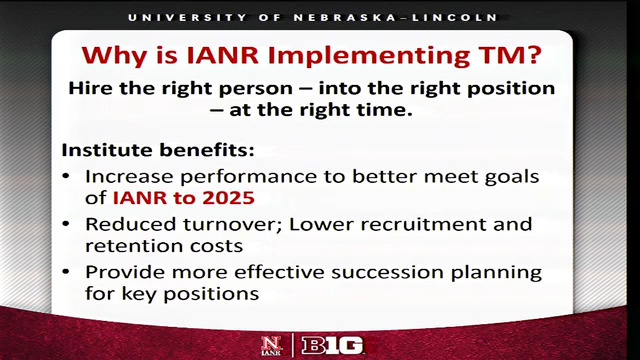 UNIVERSITY OF NEBRASKA–LINCOLN
Why is IANR Implementing TM?
Hire the right person – into the right position
– at the right time.
Institute benefits:
• Increase performance to better meet goals
of IANR to 2025
• Reduced turnover; Lower recruitment and
retention costs
• Provide more effective succession planning
for key positions
N
IANR
B1G